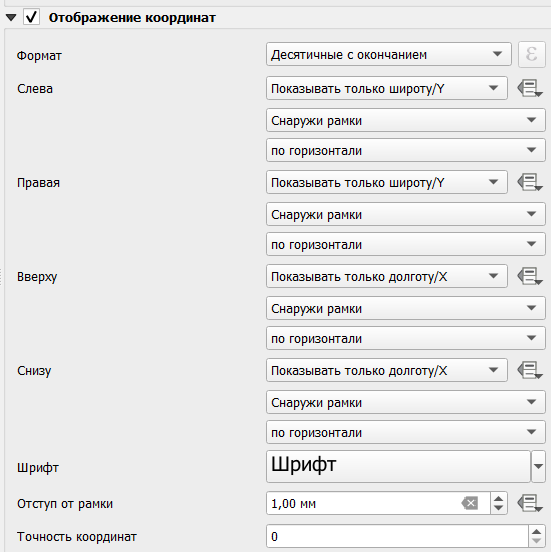 Отображение координат
Формат Десятичные с окончанием ε
Слева Показывать только широту/Y
Снаружи рамки
по горизонтали
Правая Показывать только широту/Y
Снаружи рамки
по горизонтали
Вверху Показывать только долготу/X
Снаружи рамки
по горизонтали
Снизу Показывать только долготу/X
Снаружи рамки
по горизонтали
Шрифт Шрифт
Отступ от рамки 1,00 мм
Точность координат 0